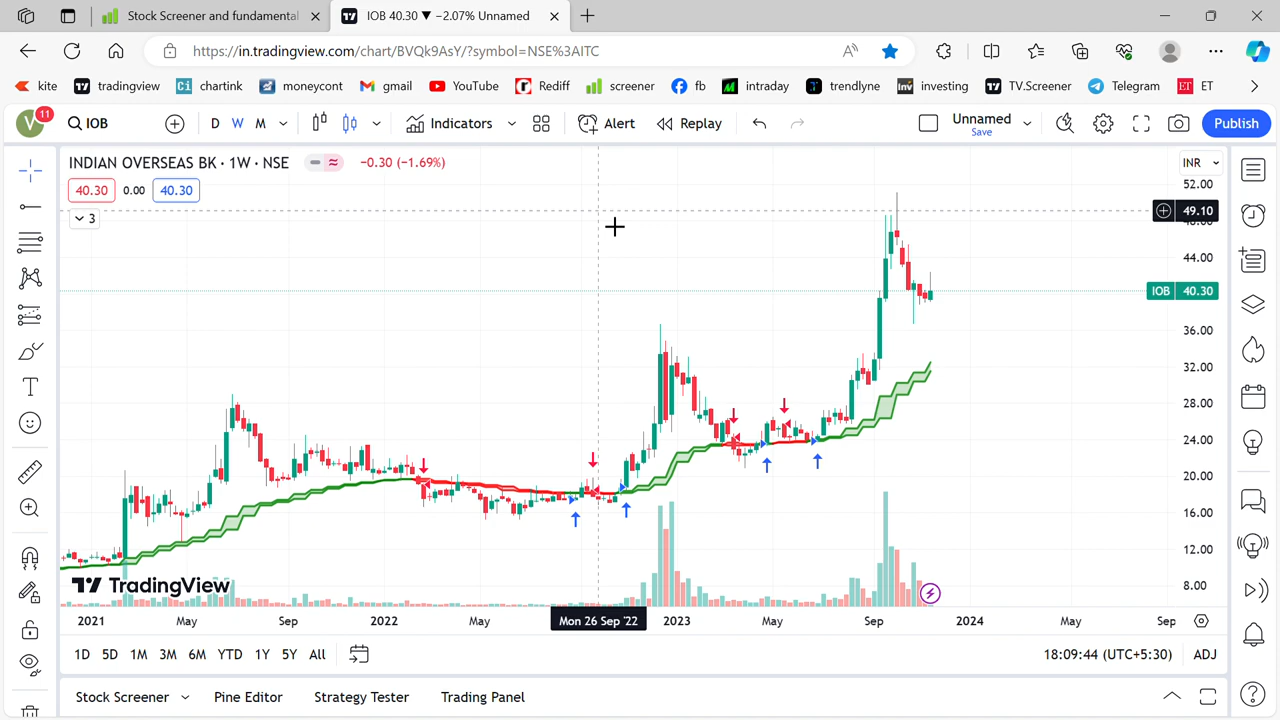 Stock Screener and fundamental
IOB 40.30 ▼ −2.07% Unnamed
https://in.tradingview.com/chart/BVQk9AsY/?symbol=NSE%3AITC
kite tradingview chartink moneycont gmail YouTube Rediff screener fb intraday trendlyne investing TV.Screener Telegram ET
V 11 IOB D W M Indicators Alert Replay Unnamed Save Publish
INDIAN OVERSEAS BK · 1W · NSE −0.30 (−1.69%) INR
40.30 0.00 40.30
3
52.00
49.10
48.00
44.00
IOB 40.30
36.00
32.00
28.00
24.00
20.00
16.00
12.00
8.00
TradingView
2021 May Sep 2022 May Mon 26 Sep '22 2023 May Sep 2024 May Sep
1D 5D 1M 3M 6M YTD 1Y 5Y All 18:09:44 (UTC+5:30) ADJ
Stock Screener Pine Editor Strategy Tester Trading Panel